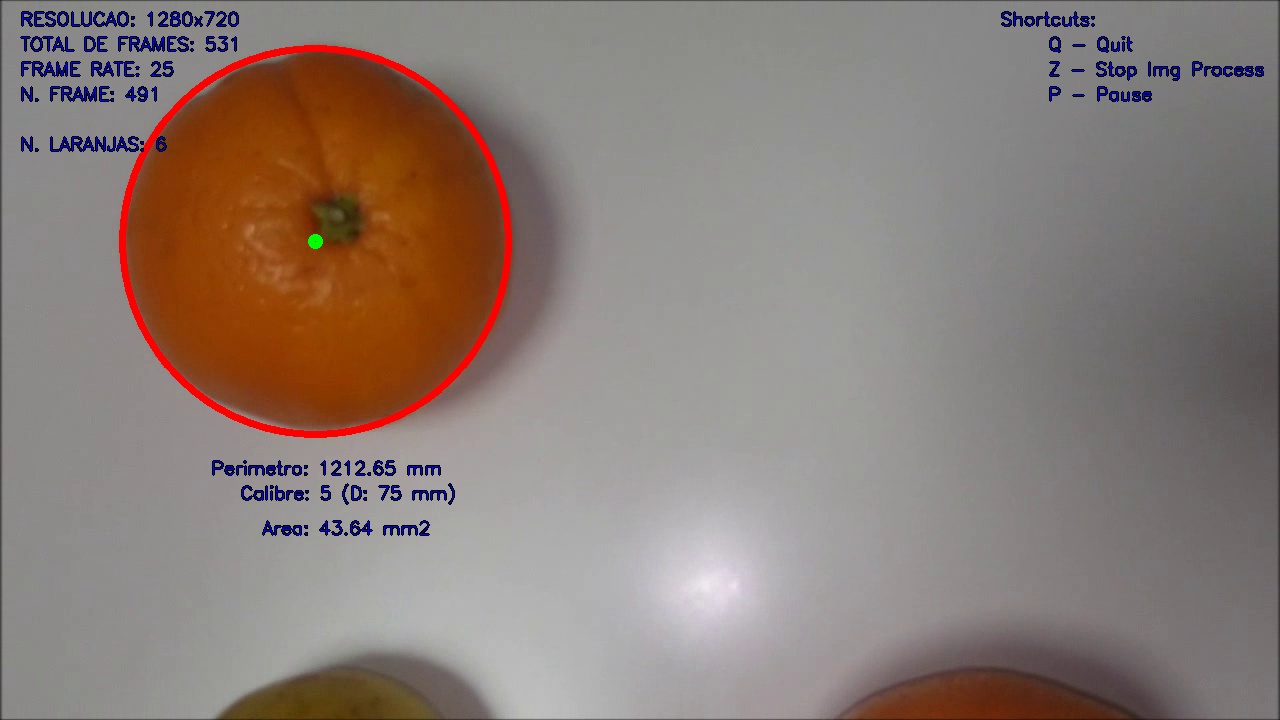 RESOLUCAO: 1280x720
TOTAL DE FRAMES: 531
FRAME RATE: 25
N. FRAME: 491
N. LARANJAS: 6
Shortcuts:
Q - Quit
Z - Stop Img Process
P - Pause
Perimetro: 1212.65 mm
Calibre: 5 (D: 75 mm)
Area: 43.64 mm2